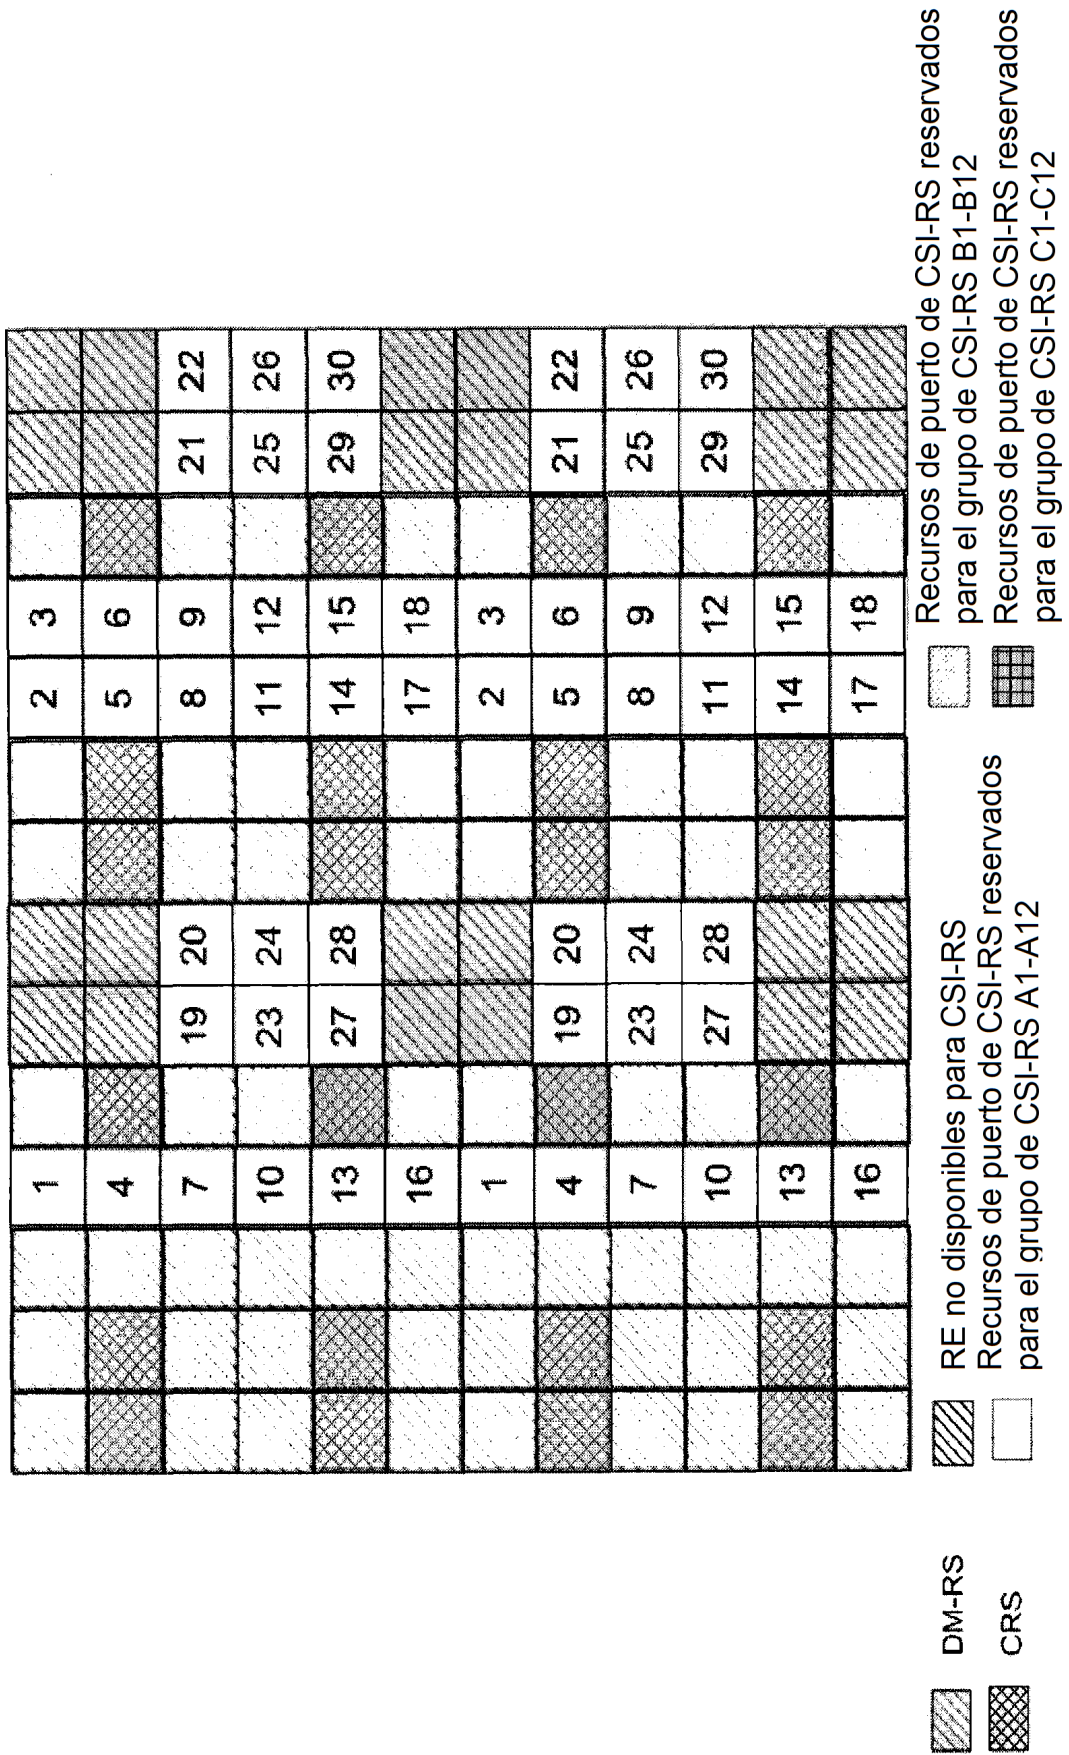 1 2 3
4 5 6
7 19 20 8 9 21 22
10 23 24 11 12 25 26
13 27 28 14 15 29 30
16 17 18
1 2 3
4 19 20 5 6 21 22
7 23 24 8 9 25 26
10 27 28 11 12 29 30
13 14 15
16 17 18
DM-RS
CRS
RE no disponibles para CSI-RS
Recursos de puerto de CSI-RS reservados
para el grupo de CSI-RS A1-A12
Recursos de puerto de CSI-RS reservados
para el grupo de CSI-RS B1-B12
Recursos de puerto de CSI-RS reservados
para el grupo de CSI-RS C1-C12